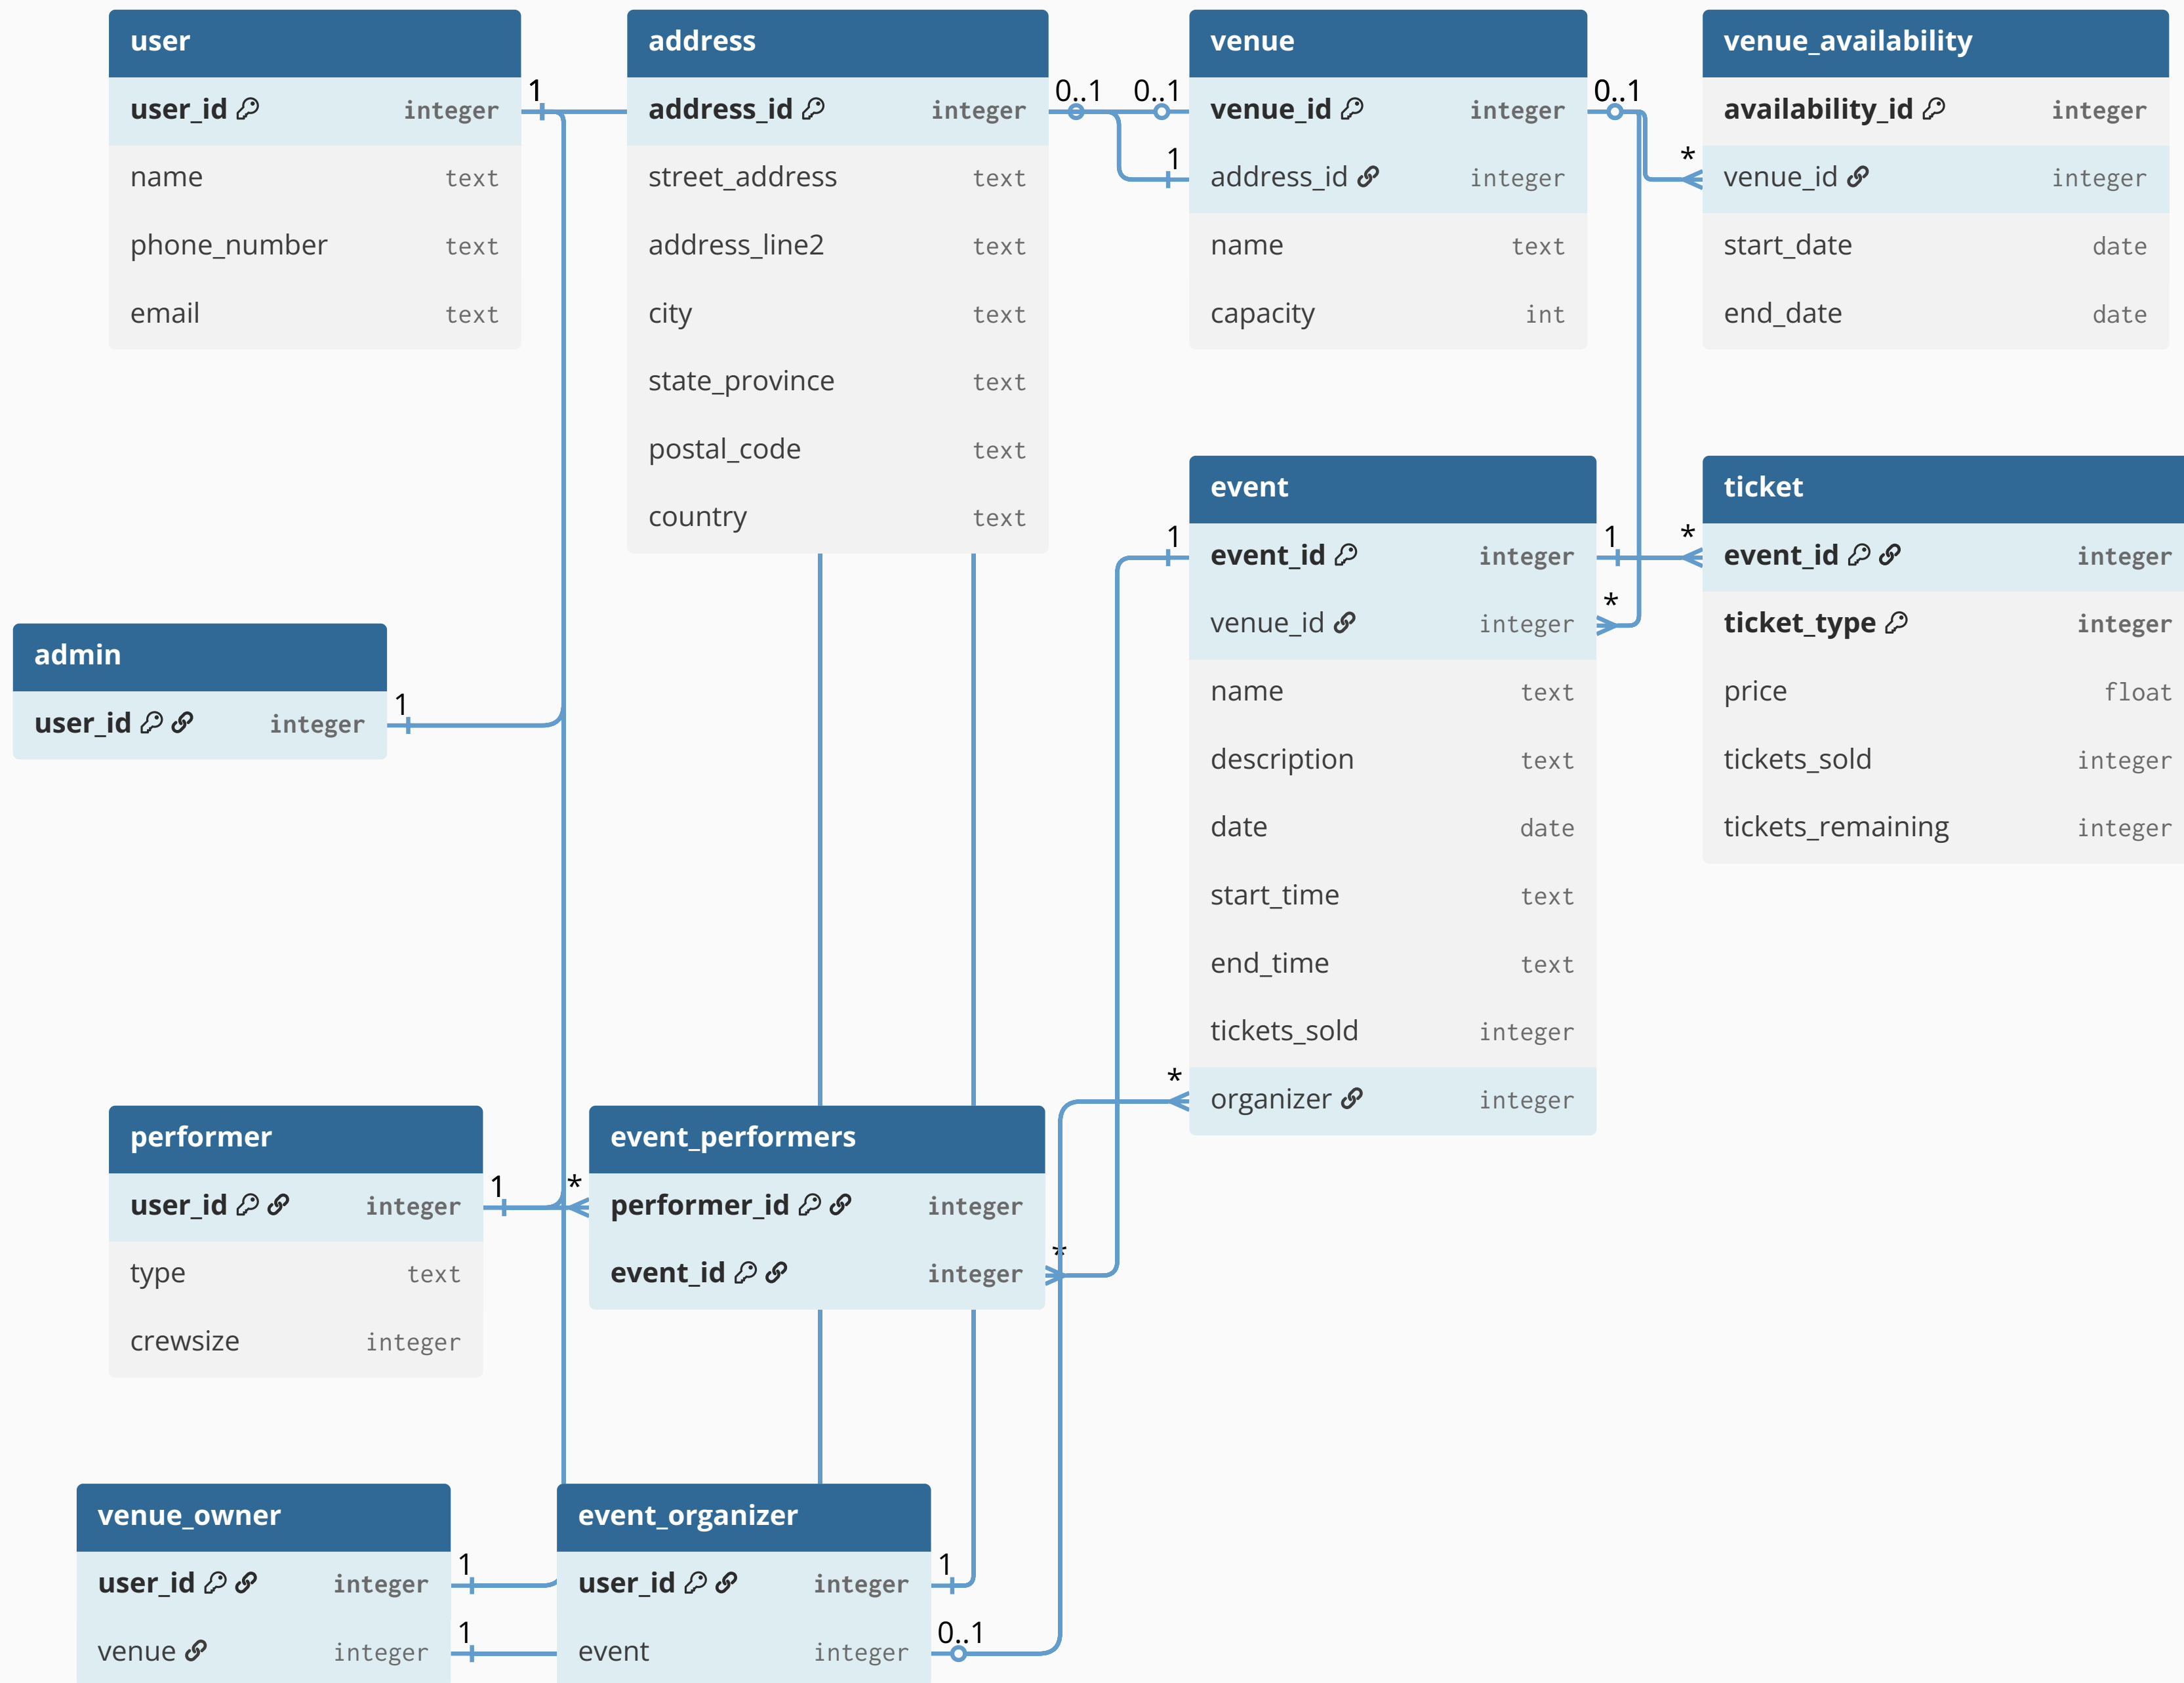 user
user_id integer
name text
phone_number text
email text
1
address
address_id integer
street_address text
address_line2 text
city text
state_province text
postal_code text
country text
0..1
0..1
1
venue
venue_id integer
address_id integer
name text
capacity int
0..1
*
venue_availability
availability_id integer
venue_id integer
start_date date
end_date date
admin
user_id integer
1
1
event
event_id integer
venue_id integer
name text
description text
date date
start_time text
end_time text
tickets_sold integer
organizer integer
1
*
*
*
ticket
event_id integer
ticket_type integer
price float
tickets_sold integer
tickets_remaining integer
performer
user_id integer
type text
crewsize integer
1
*
event_performers
performer_id integer
event_id integer
*
venue_owner
user_id integer
venue integer
1
1
event_organizer
user_id integer
event integer
1
0..1